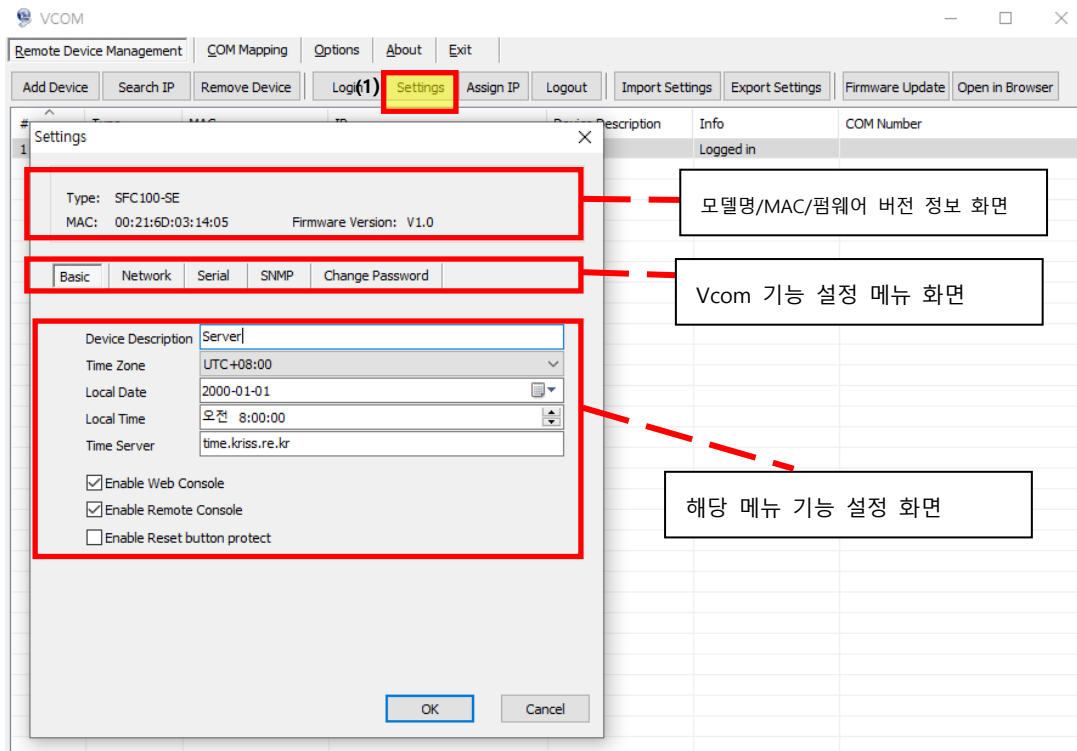 VCOM
Remote Device Management COM Mapping Options About Exit
Add Device Search IP Remove Device Login (1) Settings Assign IP Logout Import Settings Export Settings Firmware Update Open in Browser
# Description Info COM Number
1 Logged in
Settings
Type: SFC100-SE
MAC: 00:21:6D:03:14:05 Firmware Version: V1.0
모델명/MAC/펌웨어 버전 정보 화면
Basic Network Serial SNMP Change Password
Vcom 기능 설정 메뉴 화면
Device Description Server
Time Zone UTC+08:00
Local Date 2000-01-01
Local Time 오전 8:00:00
Time Server time.kriss.re.kr
Enable Web Console
Enable Remote Console
Enable Reset button protect
해당 메뉴 기능 설정 화면
OK Cancel